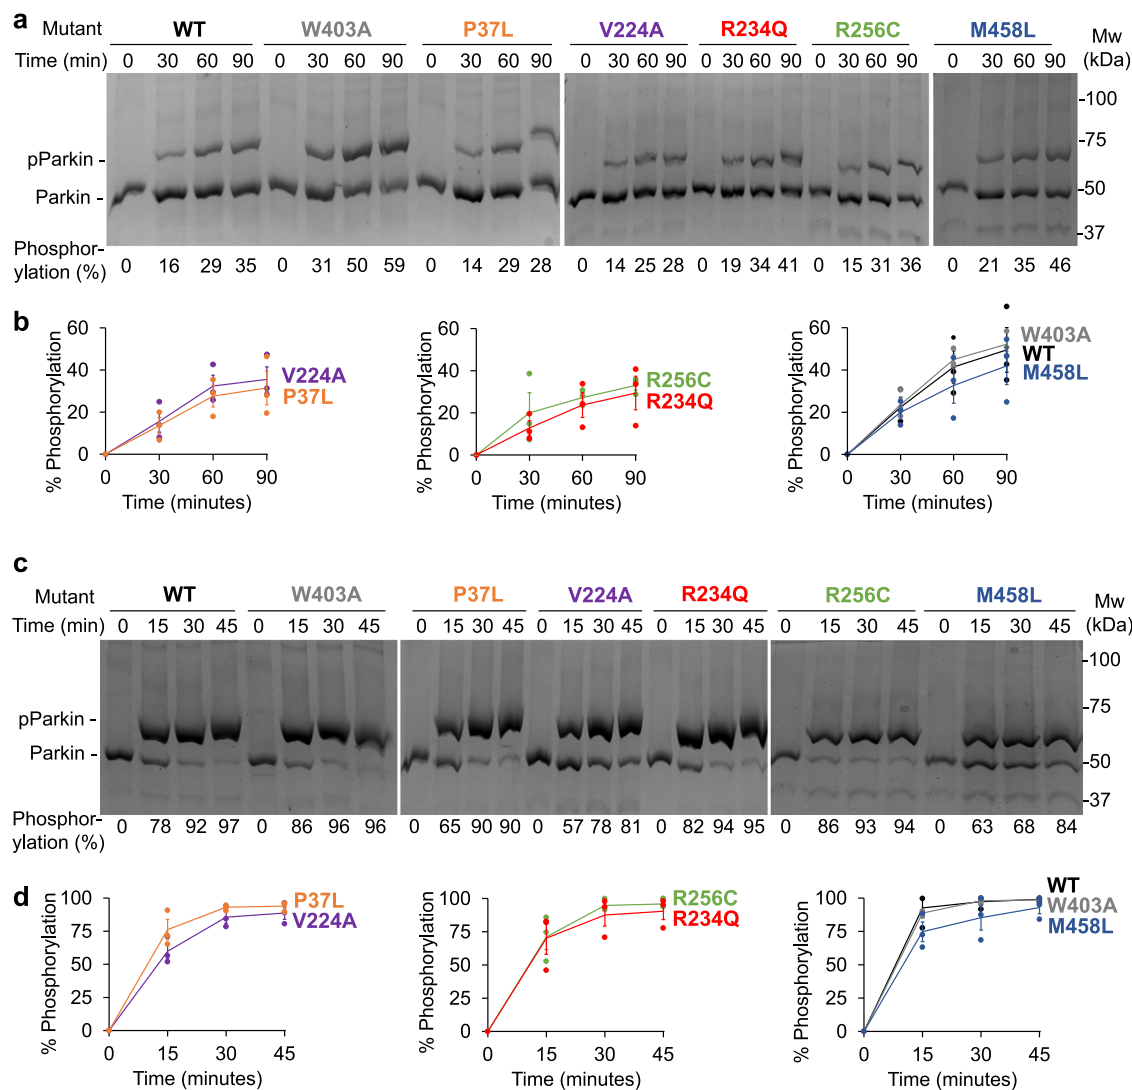 a
Mutant WT W403A P37L V224A R234Q R256C M458L Mw
Time (min) 0 30 60 90 0 30 60 90 0 30 60 90 0 30 60 90 0 30 60 90 0 30 60 90 0 30 60 90 (kDa)
-100
-75
pParkin -
Parkin -
-50
-37
Phosphor-
ylation (%) 0 16 29 35 0 31 50 59 0 14 29 28 0 14 25 28 0 19 34 41 0 15 31 36 0 21 35 46
b
% Phosphorylation
60
40
20
0
V224A
P37L
0 30 60 90
Time (minutes)
% Phosphorylation
60
40
20
0
R256C
R234Q
0 30 60 90
Time (minutes)
% Phosphorylation
60
40
20
0
W403A
WT
M458L
0 30 60 90
Time (minutes)
c
Mutant WT W403A P37L V224A R234Q R256C M458L Mw
Time (min) 0 15 30 45 0 15 30 45 0 15 30 45 0 15 30 45 0 15 30 45 0 15 30 45 0 15 30 45 (kDa)
-100
-75
pParkin -
Parkin -
-50
-37
Phosphor-
ylation (%) 0 78 92 97 0 86 96 96 0 65 90 90 0 57 78 81 0 82 94 95 0 86 93 94 0 63 68 84
d
% Phosphorylation
100
75
50
25
0
P37L
V224A
0 15 30 45
Time (minutes)
% Phosphorylation
100
75
50
25
0
R256C
R234Q
0 15 30 45
Time (minutes)
% Phosphorylation
100
75
50
25
0
WT
W403A
M458L
0 15 30 45
Time (minutes)